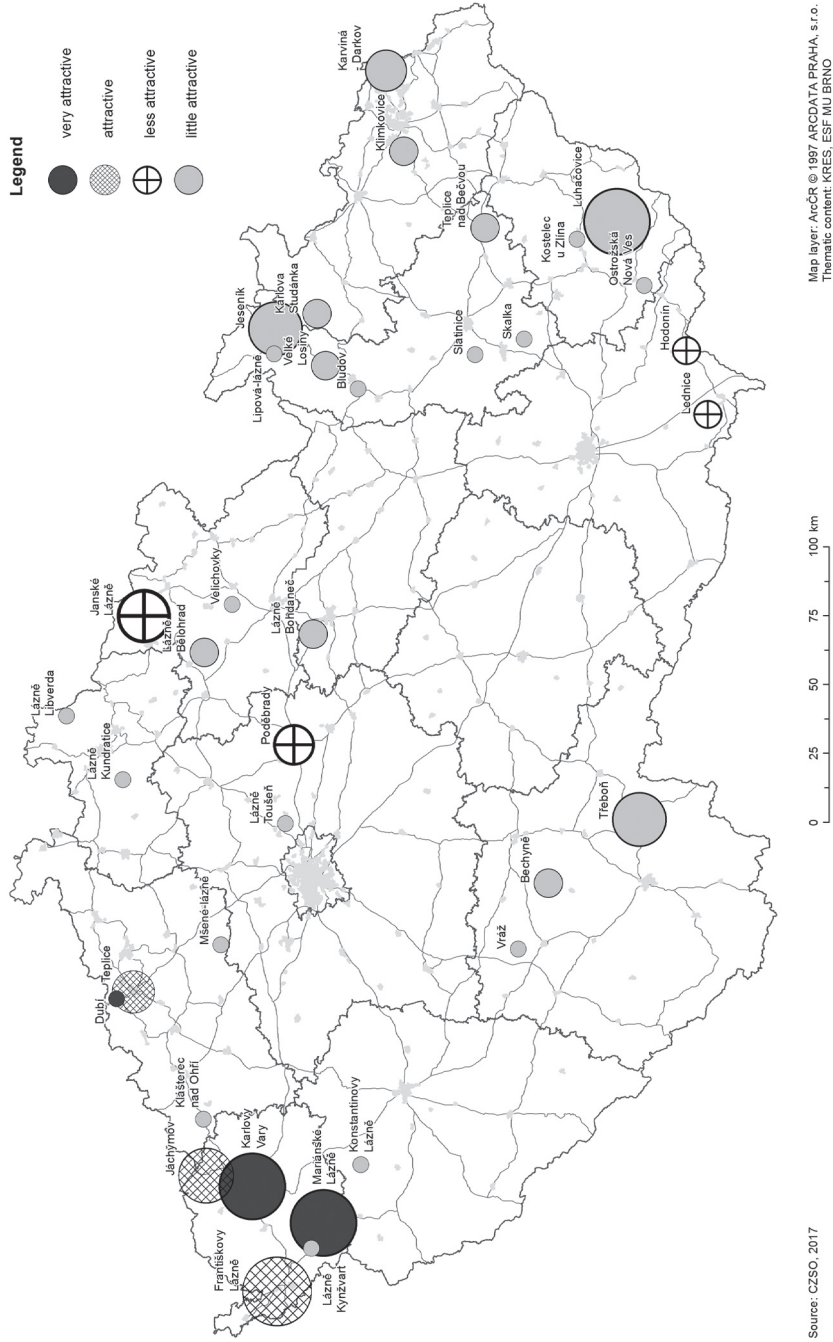 Legend
very attractive
attractive
less attractive
little attractive
Františkovy
Lázně
Lázně
Kynžvart
Mariánské
Lázně
Konstantinovy
Lázně
Karlovy
Vary
Jáchymov
Klášterec
nad Ohří
Dubí
Teplice
Mšené-lázně
Lázně
Kundratice
Lázně
Libverda
Lázně
Toušeň
Poděbrady
Janské
Lázně
Lázně
Bělohrad
Velichovky
Lázně
Bohdaneč
Vráž
Bechyně
Třeboň
Jeseník
Lipová-lázně
Karlova
Studánka
Velké
Losiny
Bludov
Slatinice
Skalka
Teplice
nad Bečvou
Klimkovice
Karviná
Darkov
Kostelec
u Zlína
Luhačovice
Ostrožská
Nová Ves
Hodonín
Lednice
0 25 50 75 100 km
Source: CZSO, 2017
Map layer: ArcČR © 1997 ARCDATA PRAHA, s.r.o.
Thematic content: KRES, ESF MU BRNO